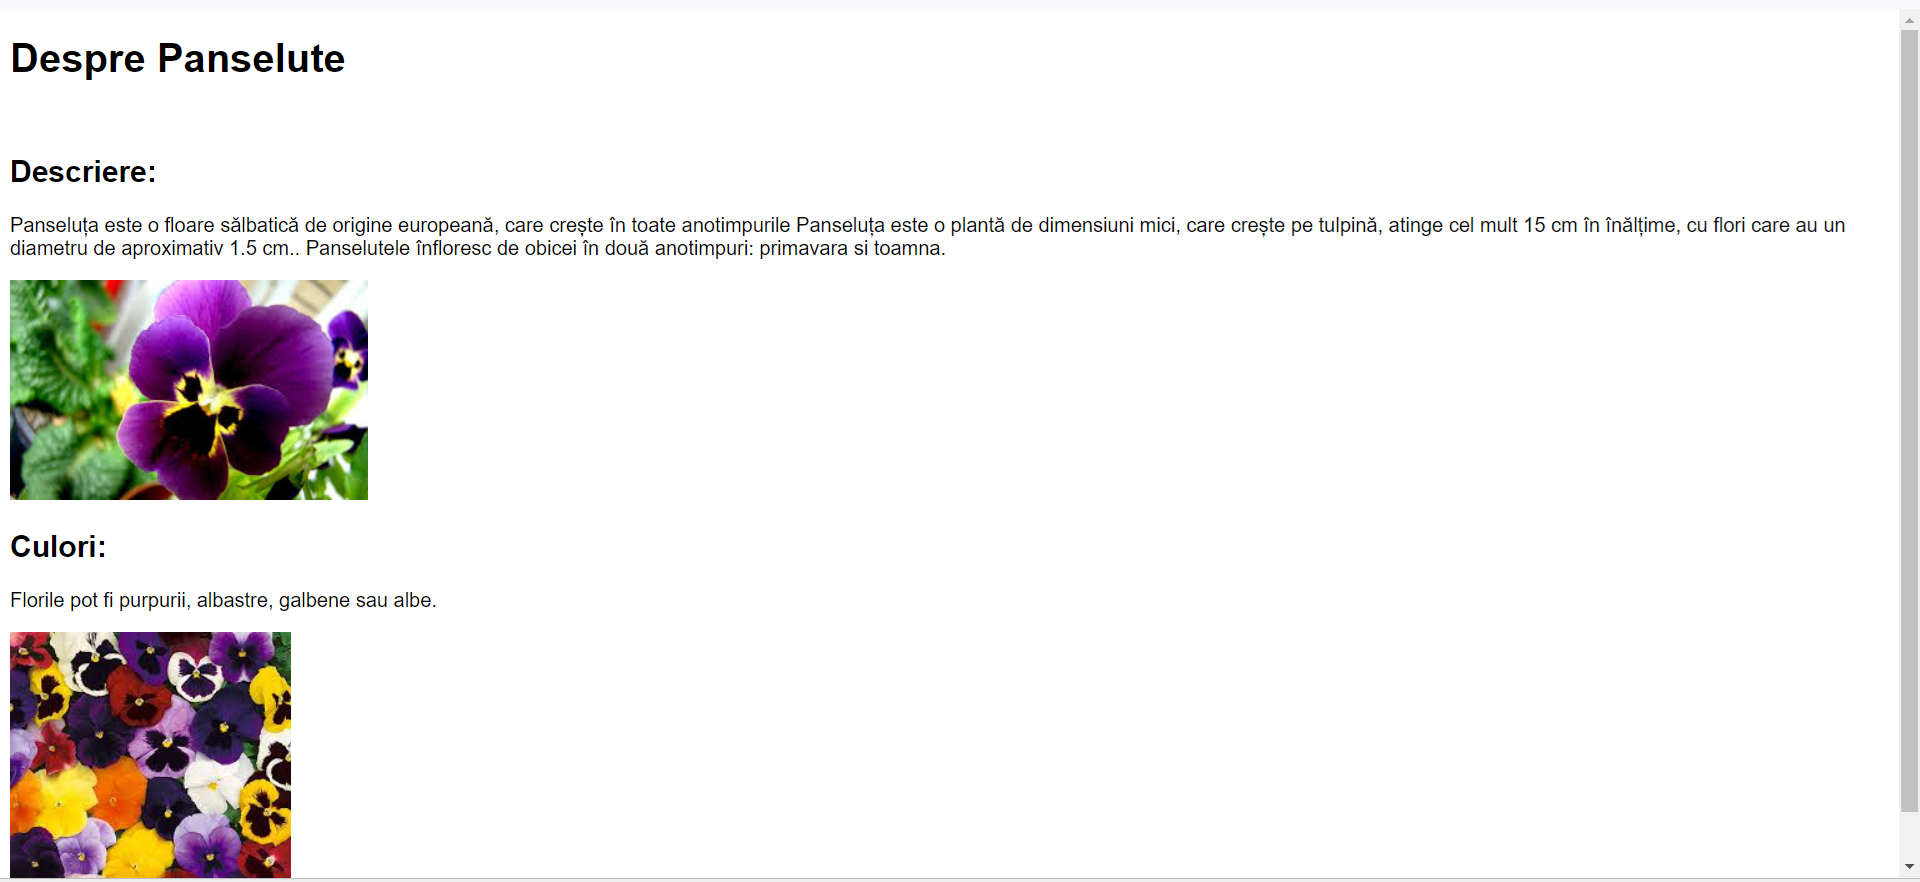 Despre Panselute
Descriere:
Panseluța este o floare sălbatică de origine europeană, care crește în toate anotimpurile Panseluța este o plantă de dimensiuni mici, care crește pe tulpină, atinge cel mult 15 cm în înălțime, cu flori care au un
diametru de aproximativ 1.5 cm.. Panselutele înfloresc de obicei în două anotimpuri: primavara si toamna.
Culori:
Florile pot fi purpurii, albastre, galbene sau albe.